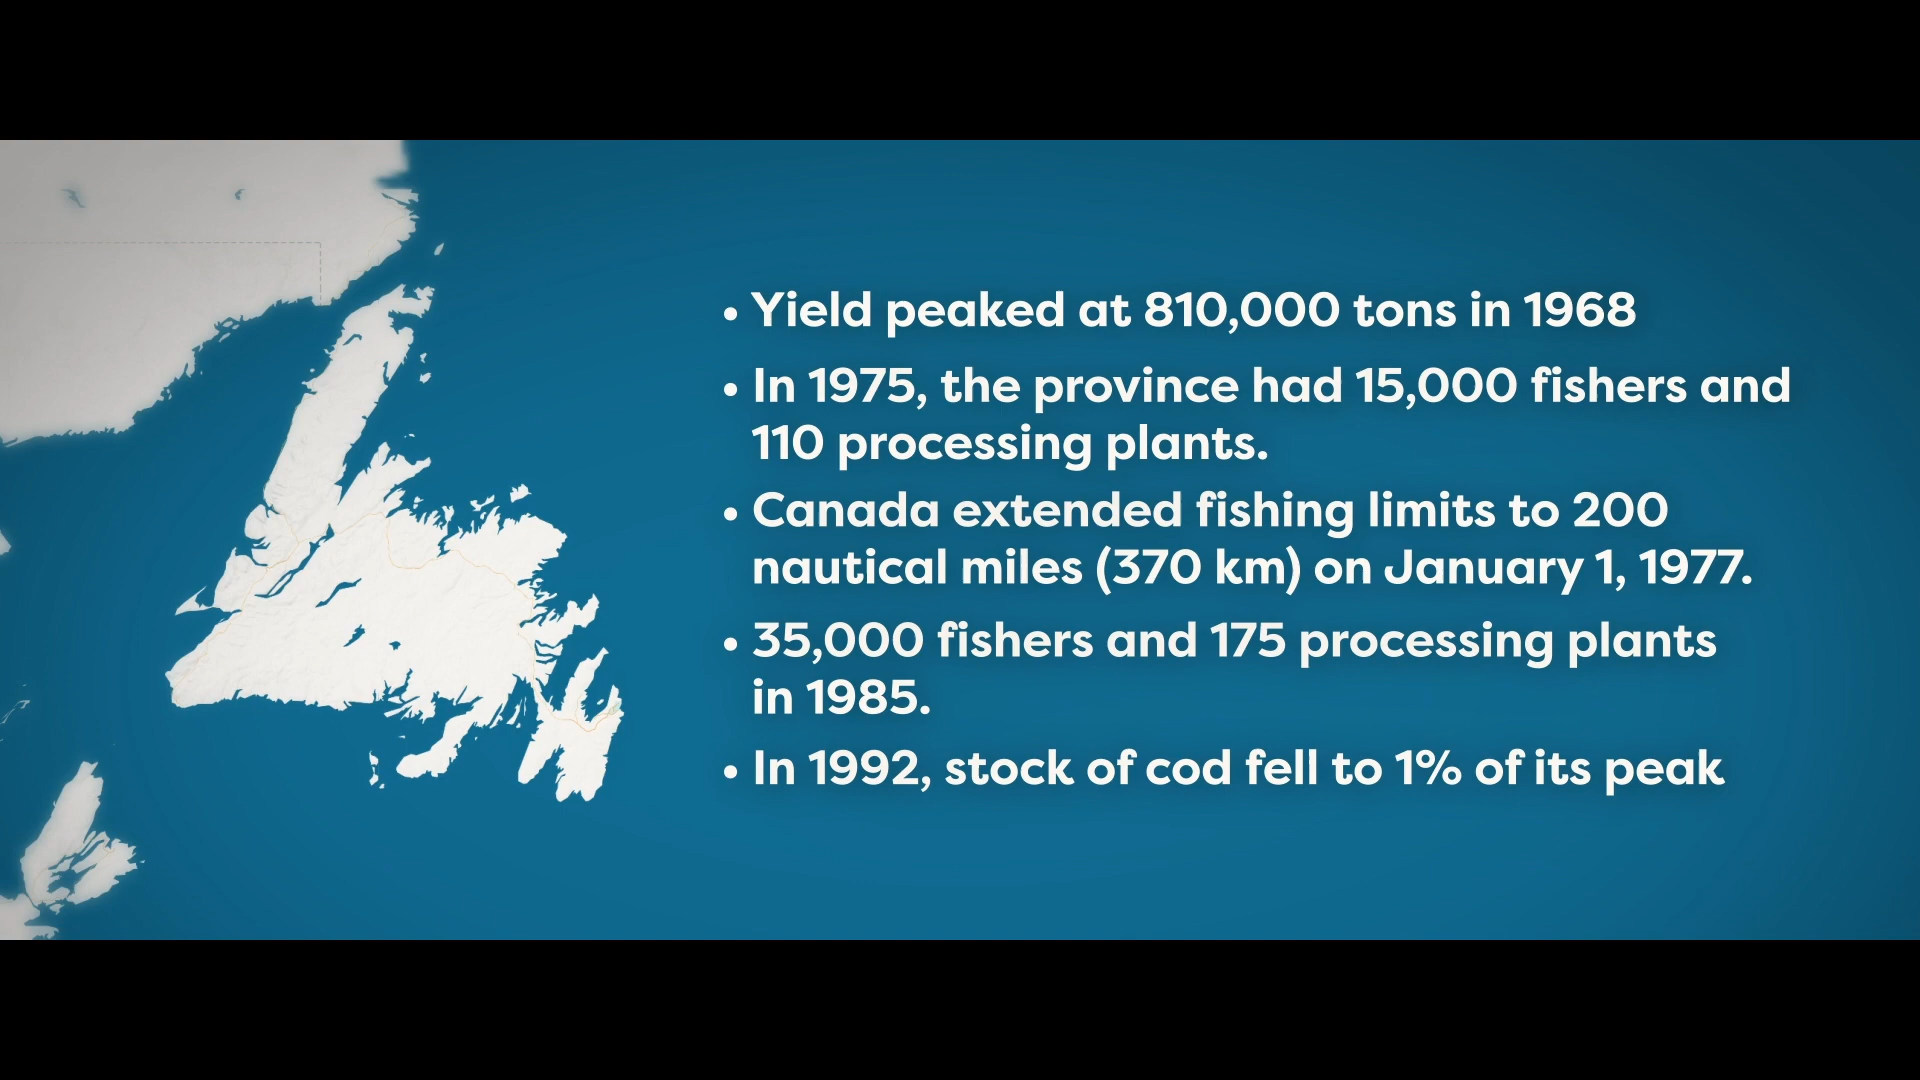 • Yield peaked at 810,000 tons in 1968
• In 1975, the province had 15,000 fishers and
110 processing plants.
• Canada extended fishing limits to 200
nautical miles (370 km) on January 1, 1977.
• 35,000 fishers and 175 processing plants
in 1985.
• In 1992, stock of cod fell to 1% of its peak